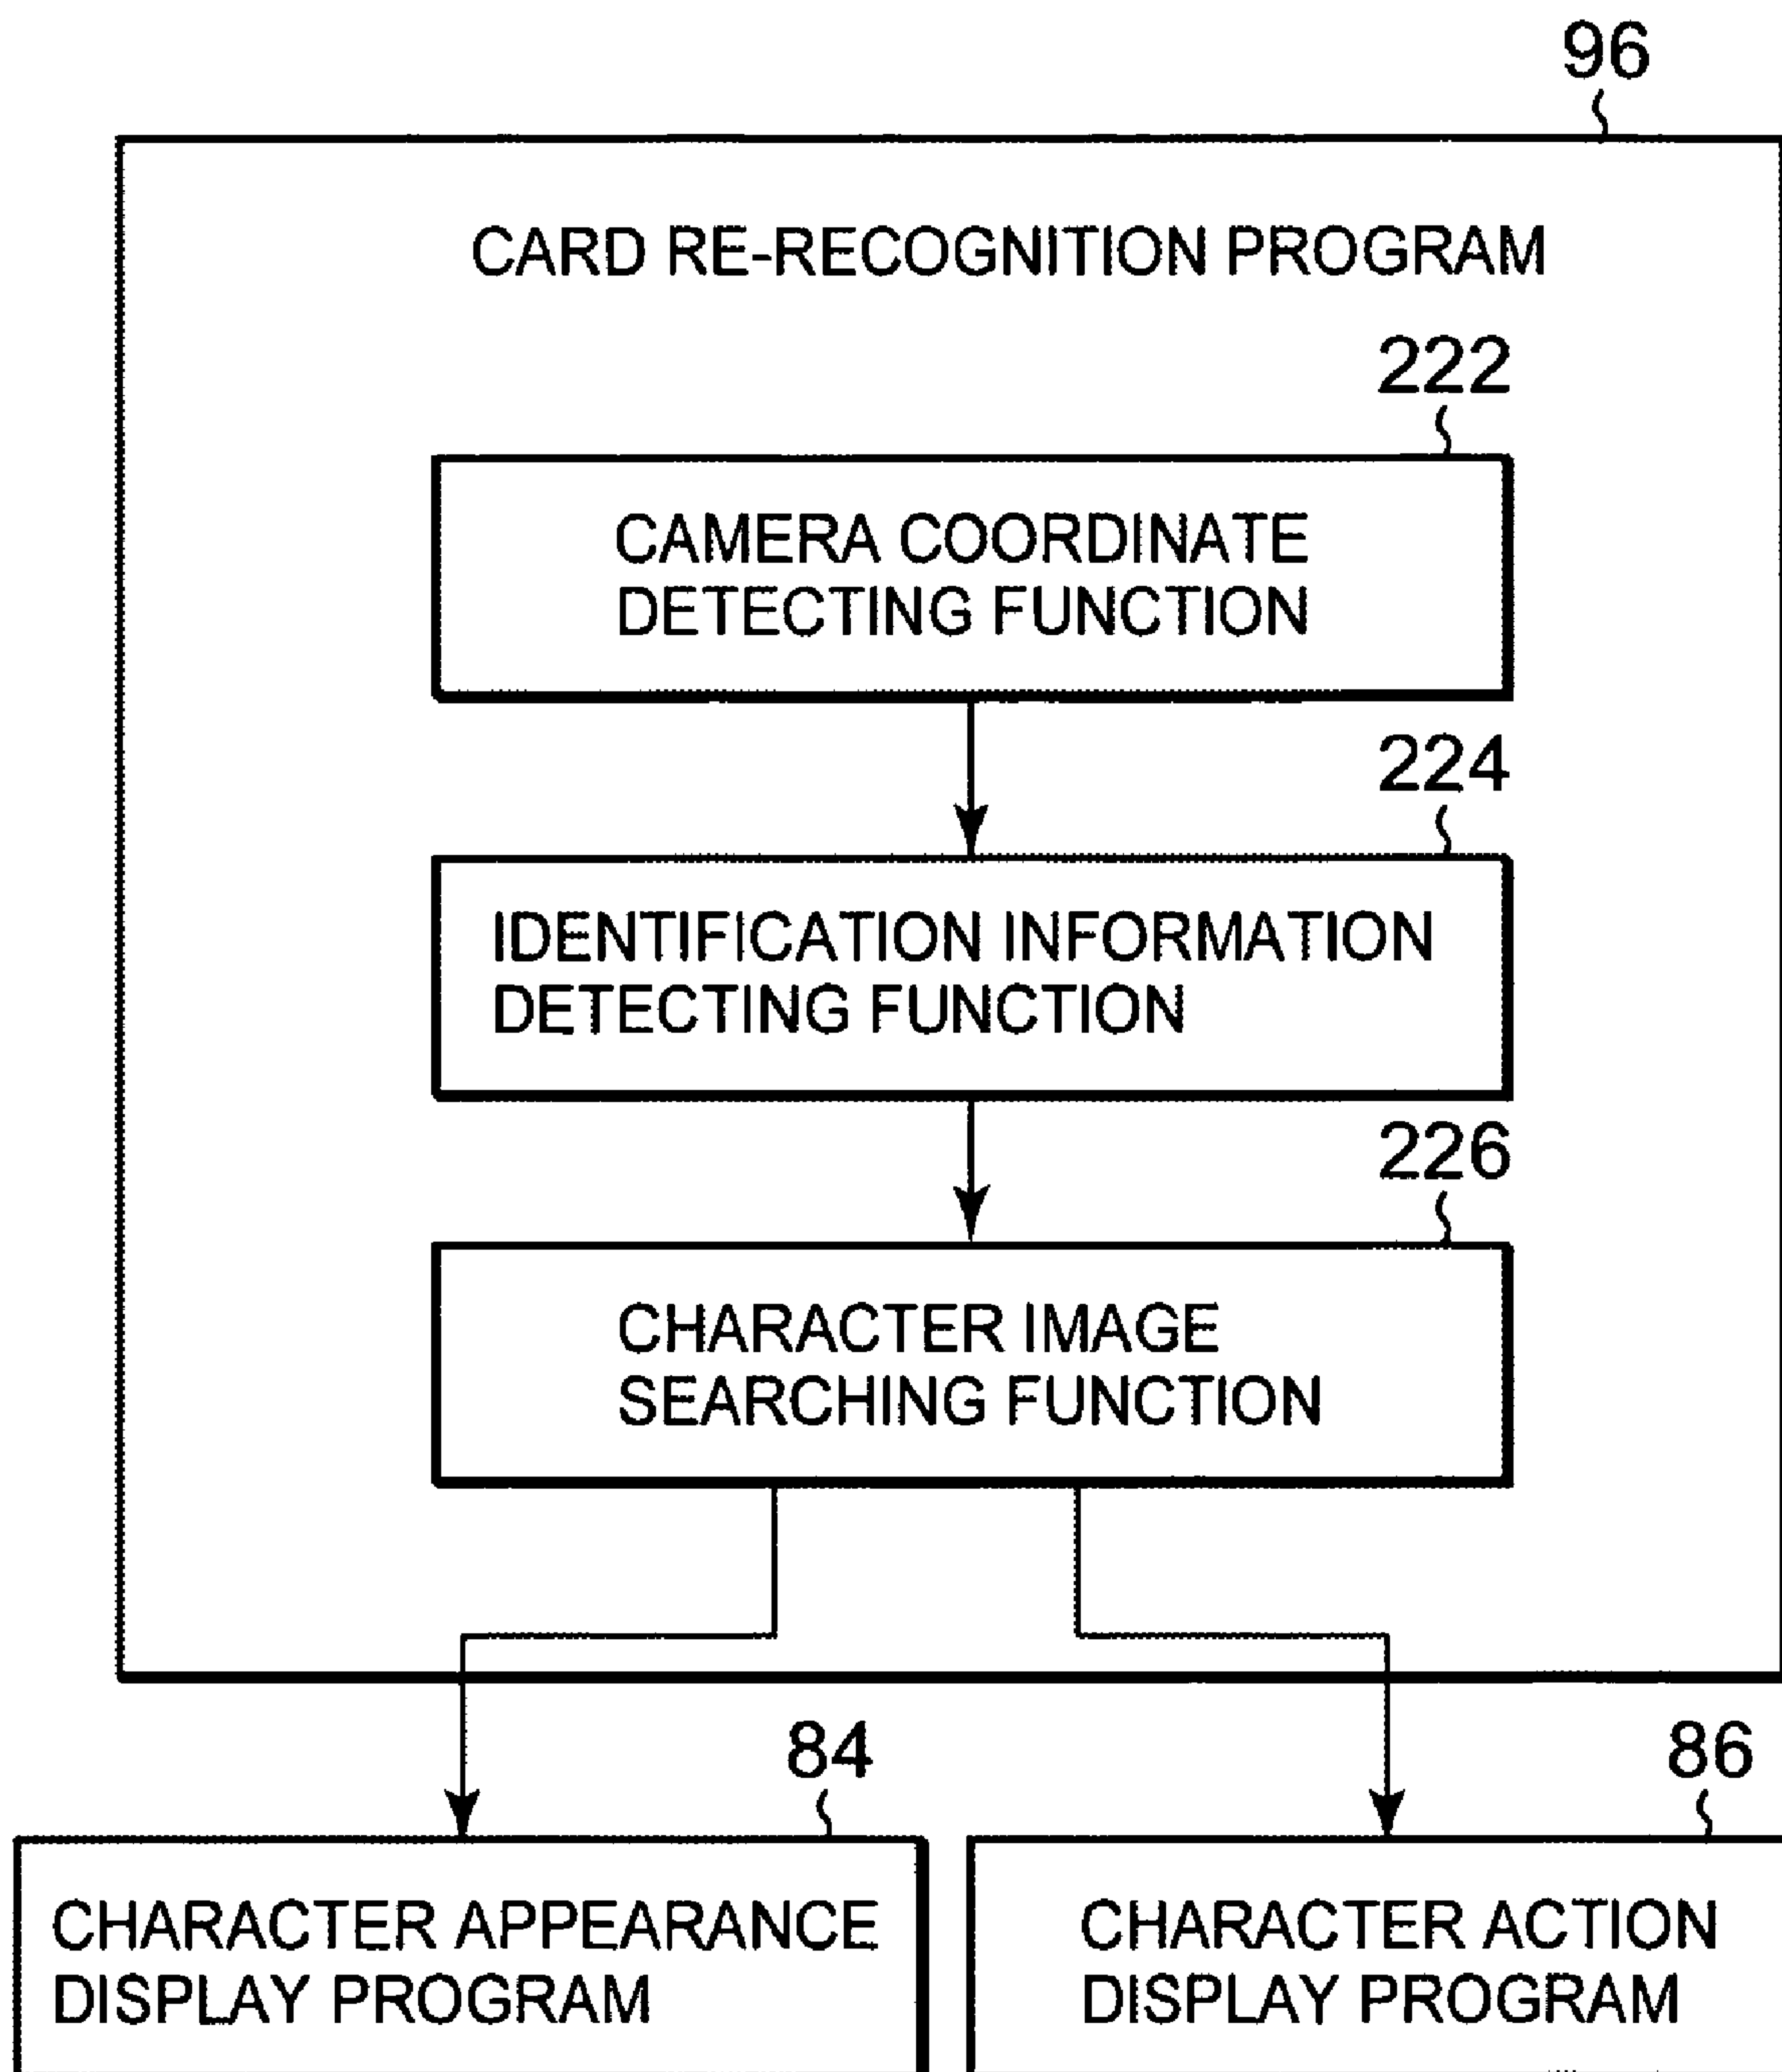 96
CARD RE-RECOGNITION PROGRAM
222
CAMERA COORDINATE
DETECTING FUNCTION
224
IDENTIFICATION INFORMATION
DETECTING FUNCTION
226
CHARACTER IMAGE
SEARCHING FUNCTION
84
CHARACTER APPEARANCE
DISPLAY PROGRAM
86
CHARACTER ACTION
DISPLAY PROGRAM